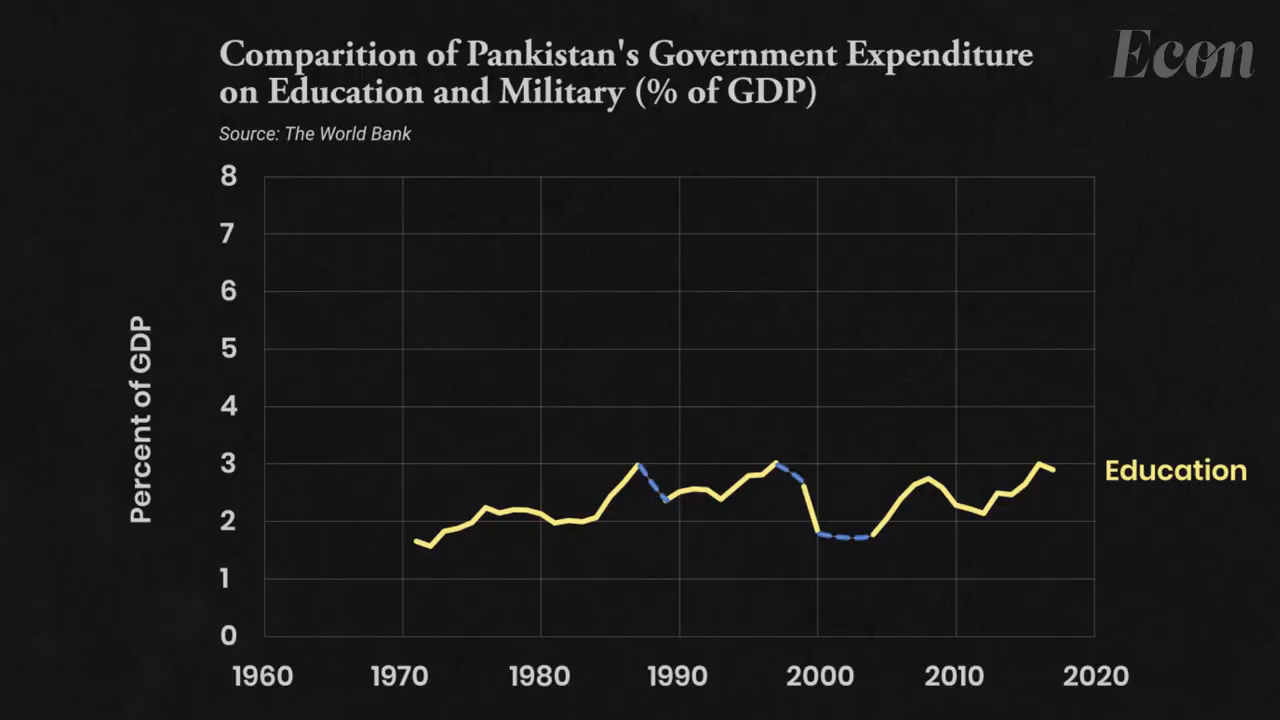 Comparition of Pankistan's Government Expenditure
on Education and Military (% of GDP)
Econ
Source: The World Bank
8
7
6
5
4
3
2
1
0
Percent of GDP
Education
1960 1970 1980 1990 2000 2010 2020